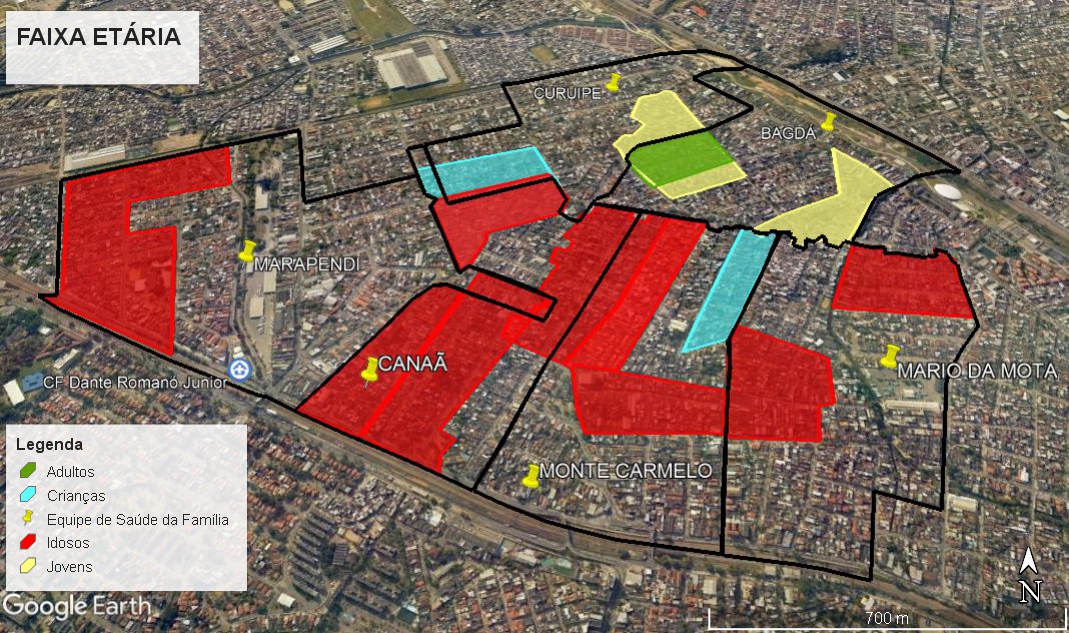 FAIXA ETÁRIA
CURUIPE
BAGDÁ
MARAPENDI
CANAÃ
CF Dante Romanó Junior
MARIO DA MOTA
MONTE CARMELO
Legenda
Adultos
Crianças
Equipe de Saúde da Família
Idosos
Jovens
Google Earth
N
700 m